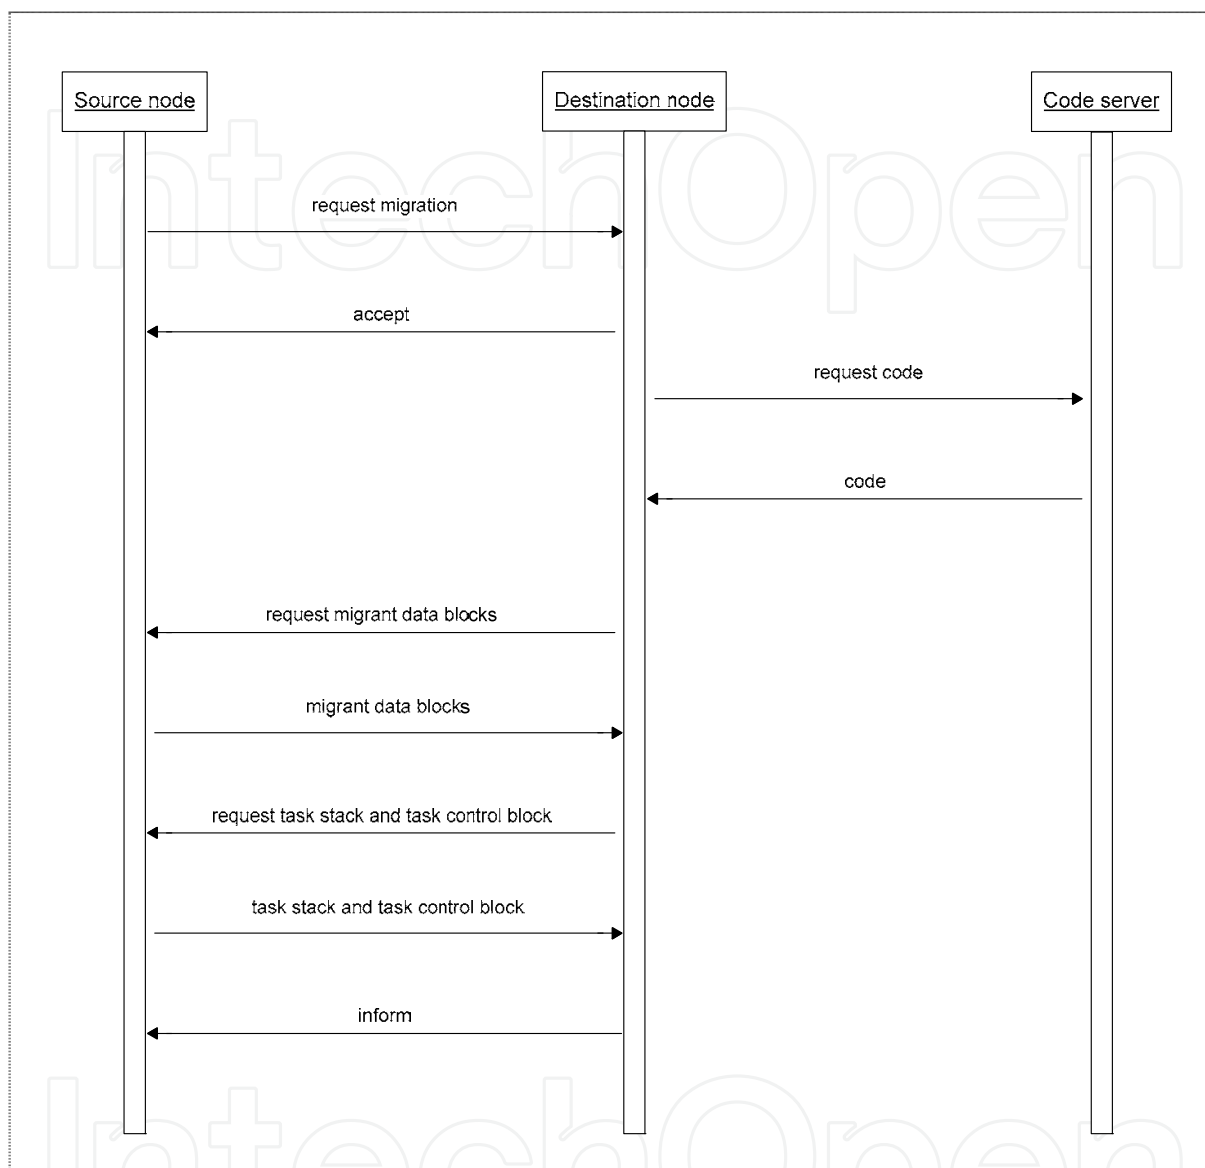 Source node
Destination node
Code server
request migration
accept
request code
code
request migrant data blocks
migrant data blocks
request task stack and task control block
task stack and task control block
inform
IntechOpen
IntechOpen